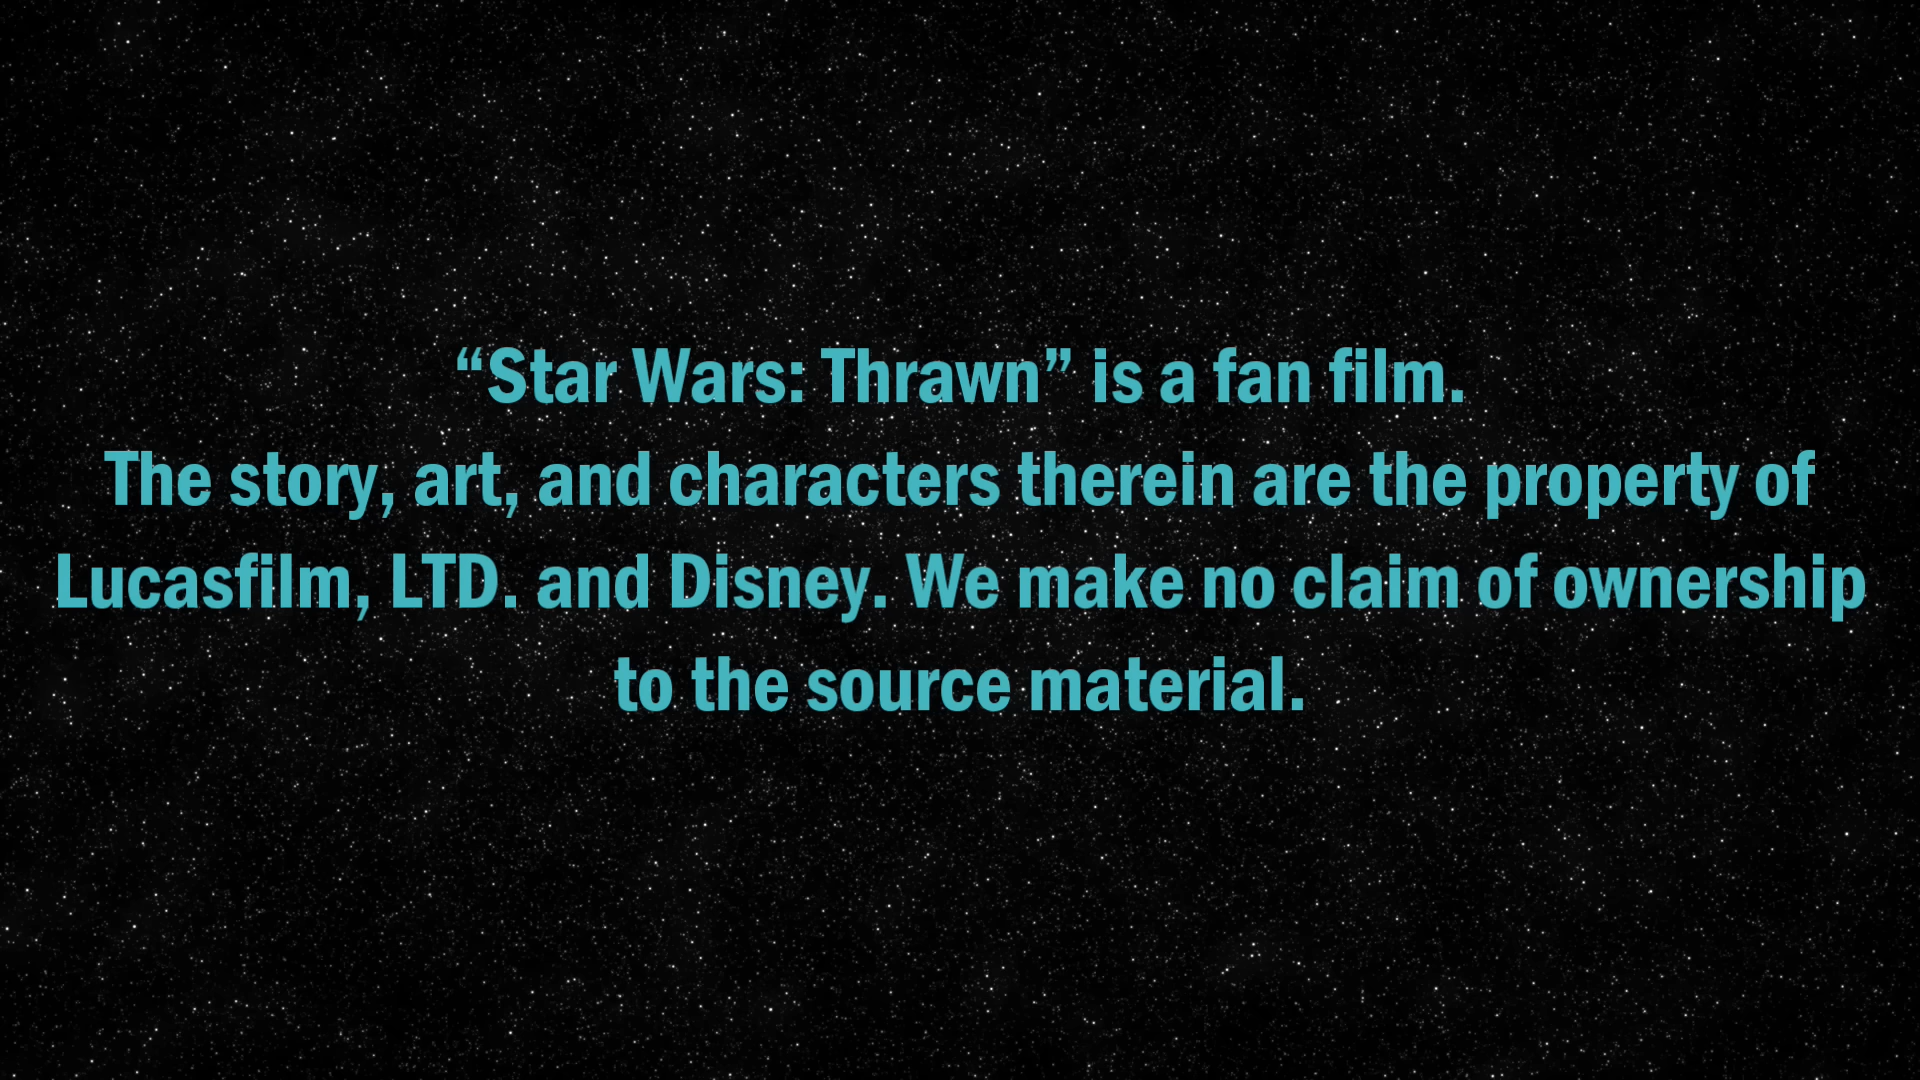 “Star Wars: Thrawn” is a fan film.
The story, art, and characters therein are the property of
Lucasfilm, LTD. and Disney. We make no claim of ownership
to the source material.